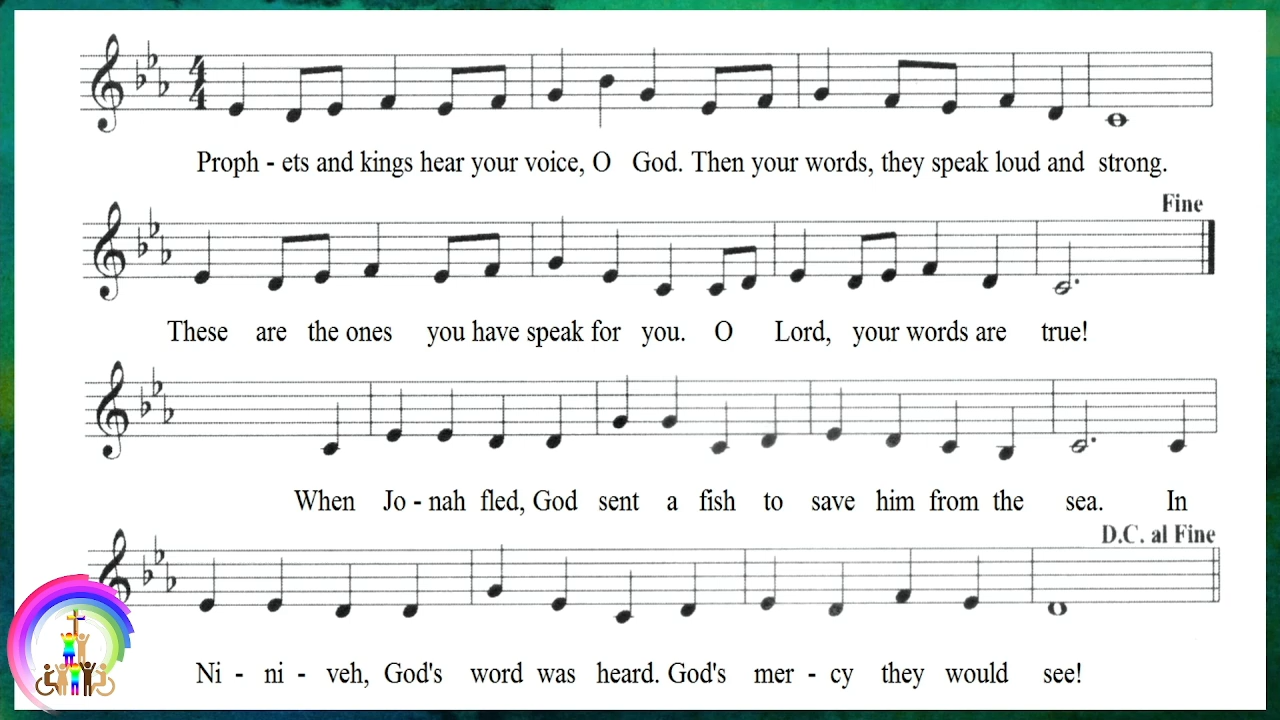 Proph - ets and kings hear your voice, O God. Then your words, they speak loud and strong.
Fine
These are the ones you have speak for you. O Lord, your words are true!
When Jo - nah fled, God sent a fish to save him from the sea. In
D.C. al Fine
Ni - ni - veh, God's word was heard. God's mer - cy they would see!